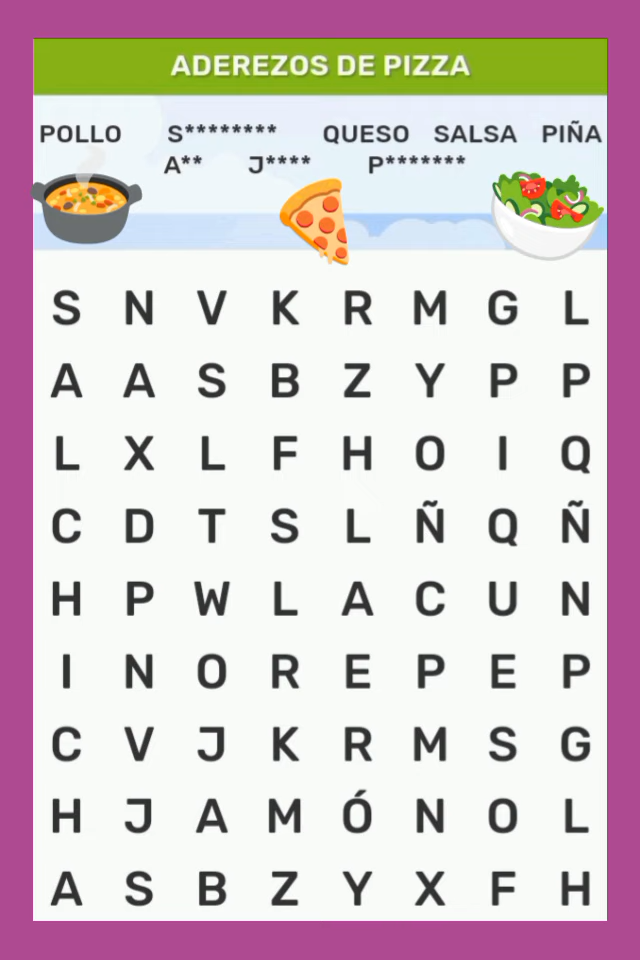 ADEREZOS DE PIZZA
POLLO S******** QUESO SALSA PIÑA
A** J**** P*******
S N V K R M G L
A A S B Z Y P P
L X L F H O I Q
C D T S L Ñ Q Ñ
H P W L A C U N
I N O R E P E P
C V J K R M S G
H J A M Ó N O L
A S B Z Y X F H